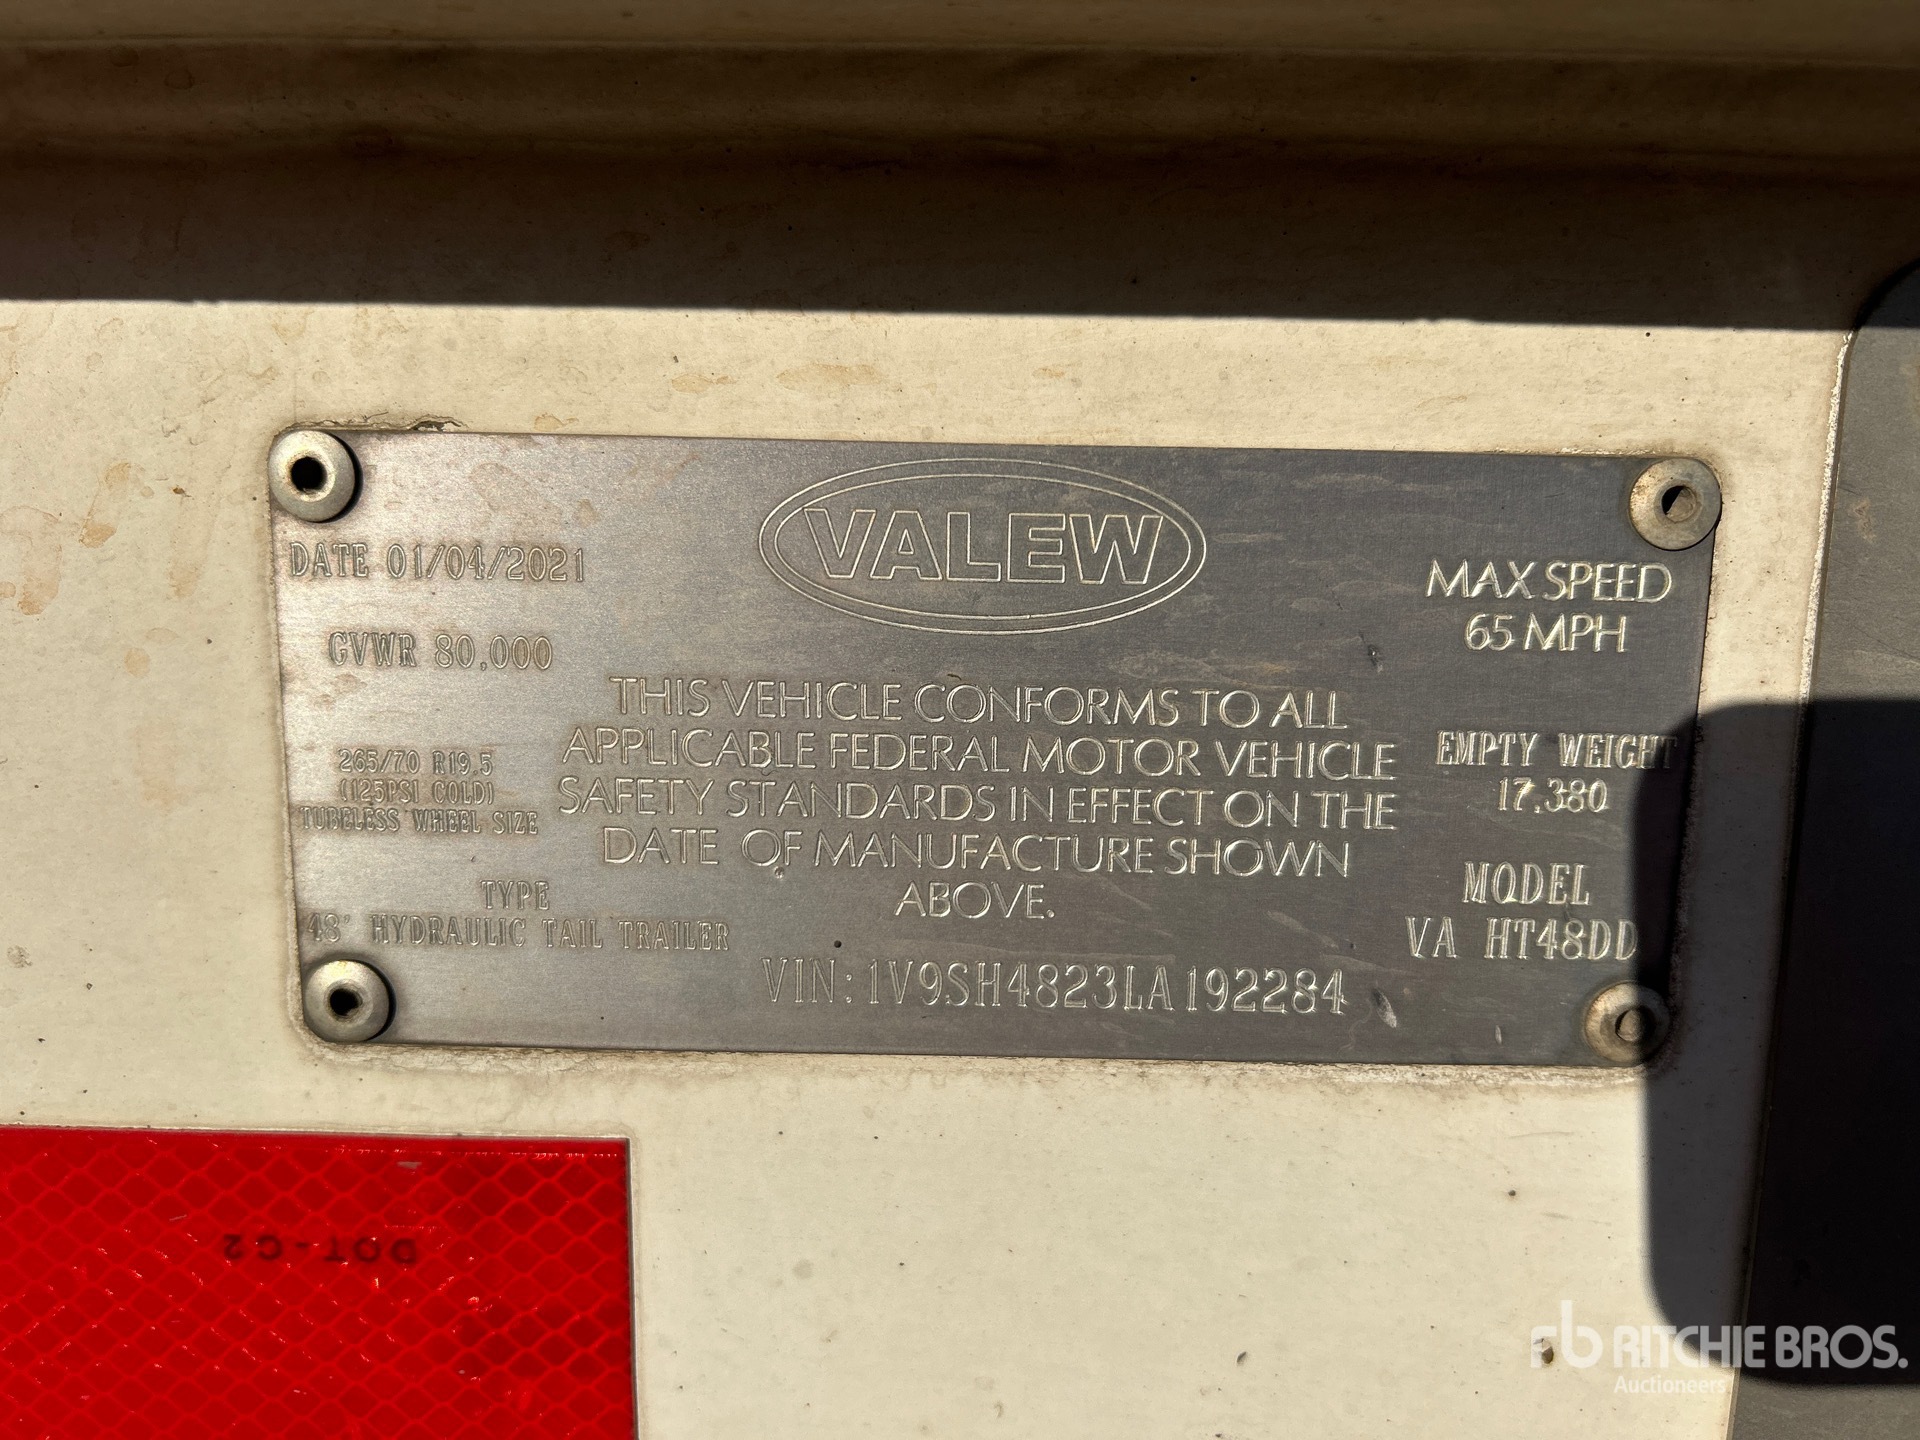 VALEW
DATE 01/04/2021
GVWR 80,000
265/70 R19.5
(125PSI COLD)
TUBELESS WHEEL SIZE
TYPE
48' HYDRAULIC TAIL TRAILER
THIS VEHICLE CONFORMS TO ALL
APPLICABLE FEDERAL MOTOR VEHICLE
SAFETY STANDARDS IN EFFECT ON THE
DATE OF MANUFACTURE SHOWN
ABOVE.
VIN: 1V9SH4823LA192284
MAX SPEED
65 MPH
EMPTY WEIGHT
17,380
MODEL
VA HT48DD
DOT-C2
rb RITCHIE BROS.
Auctioneers